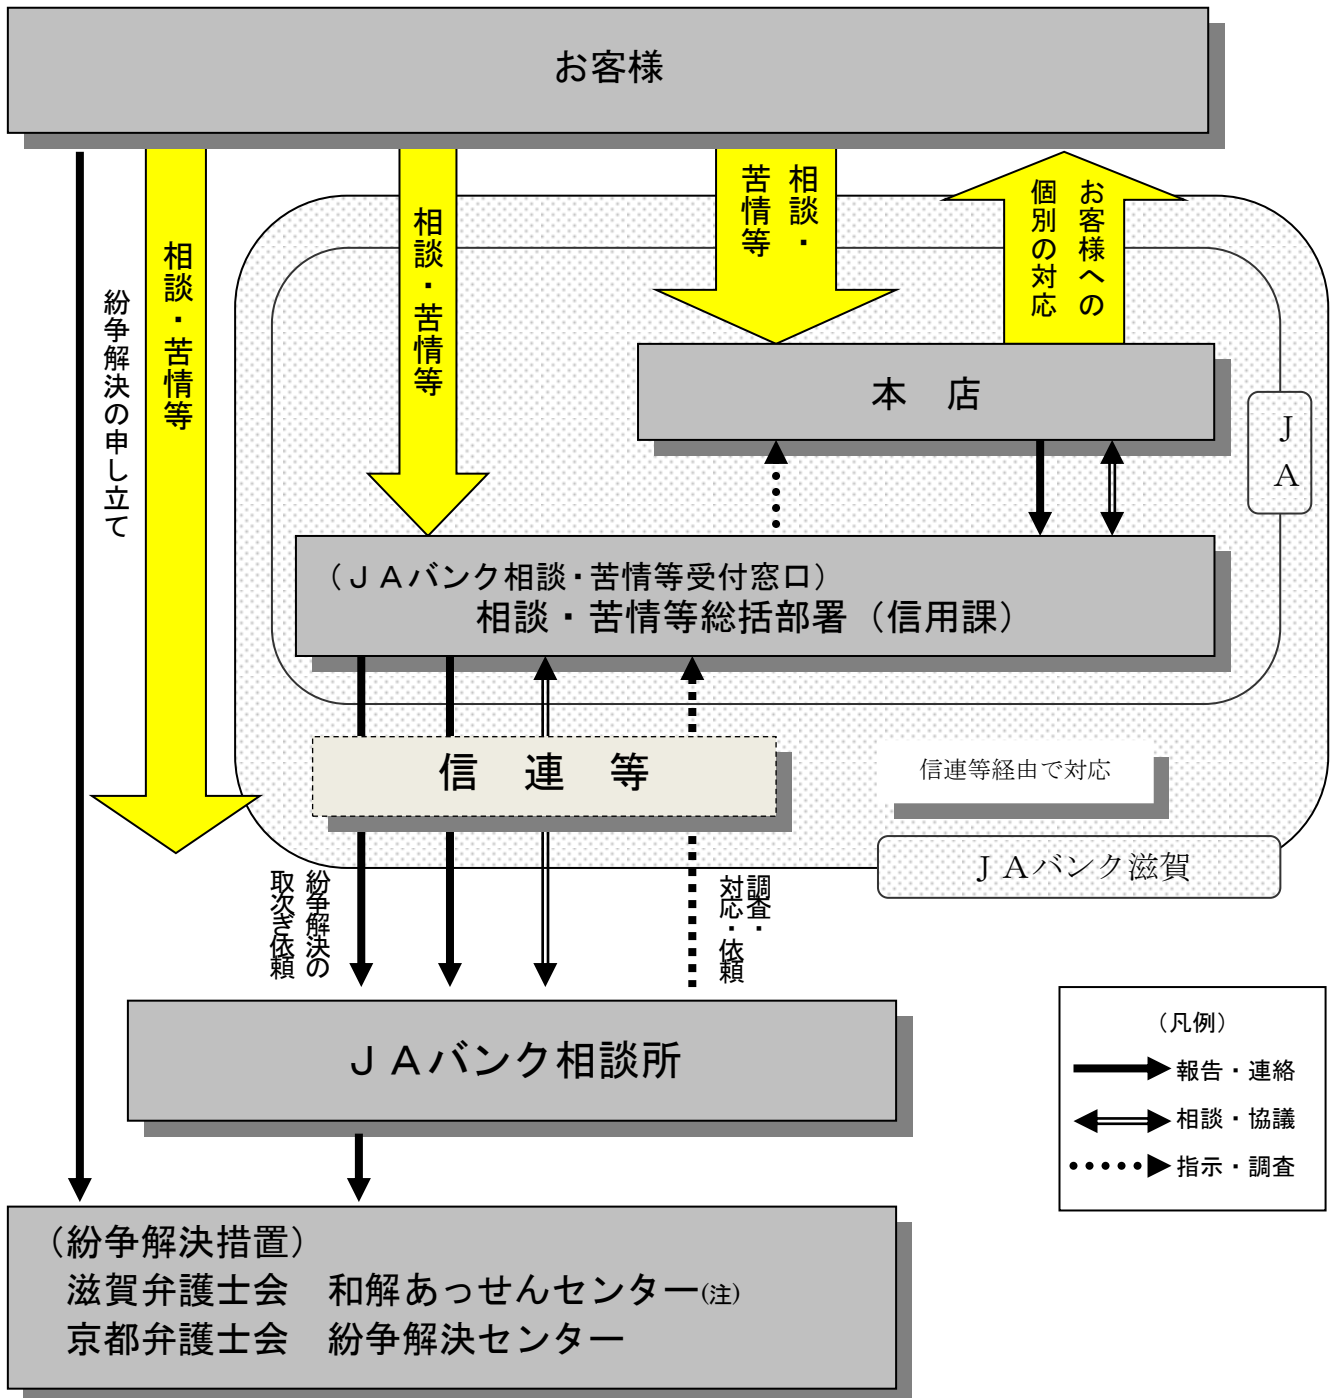 お客様
相談・
苦情等
お客様への
個別の対応
相談・苦情等
相談・苦情等
紛争解決の申し立て
本　店
ＪＡ
（ＪＡバンク相談・苦情等受付窓口）
相談・苦情等総括部署（信用課）
信　連　等
信連等経由で対応
ＪＡバンク滋賀
紛争解決の
取次ぎ依頼
調査・
対応・依頼
ＪＡバンク相談所
（凡例）
報告・連絡
相談・協議
指示・調査
（紛争解決措置）
滋賀弁護士会　和解あっせんセンター(注)
京都弁護士会　紛争解決センター